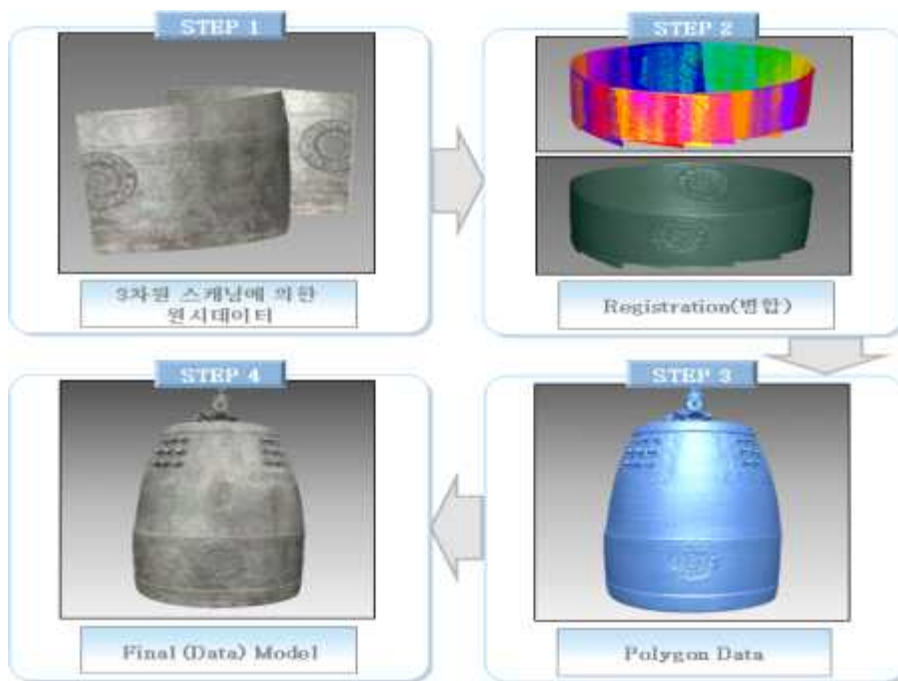 STEP 1
3차원 스캐닝에 의한
원시데이터
STEP 2
Registration(병합)
STEP 3
Polygon Data
STEP 4
Final (Data) Model